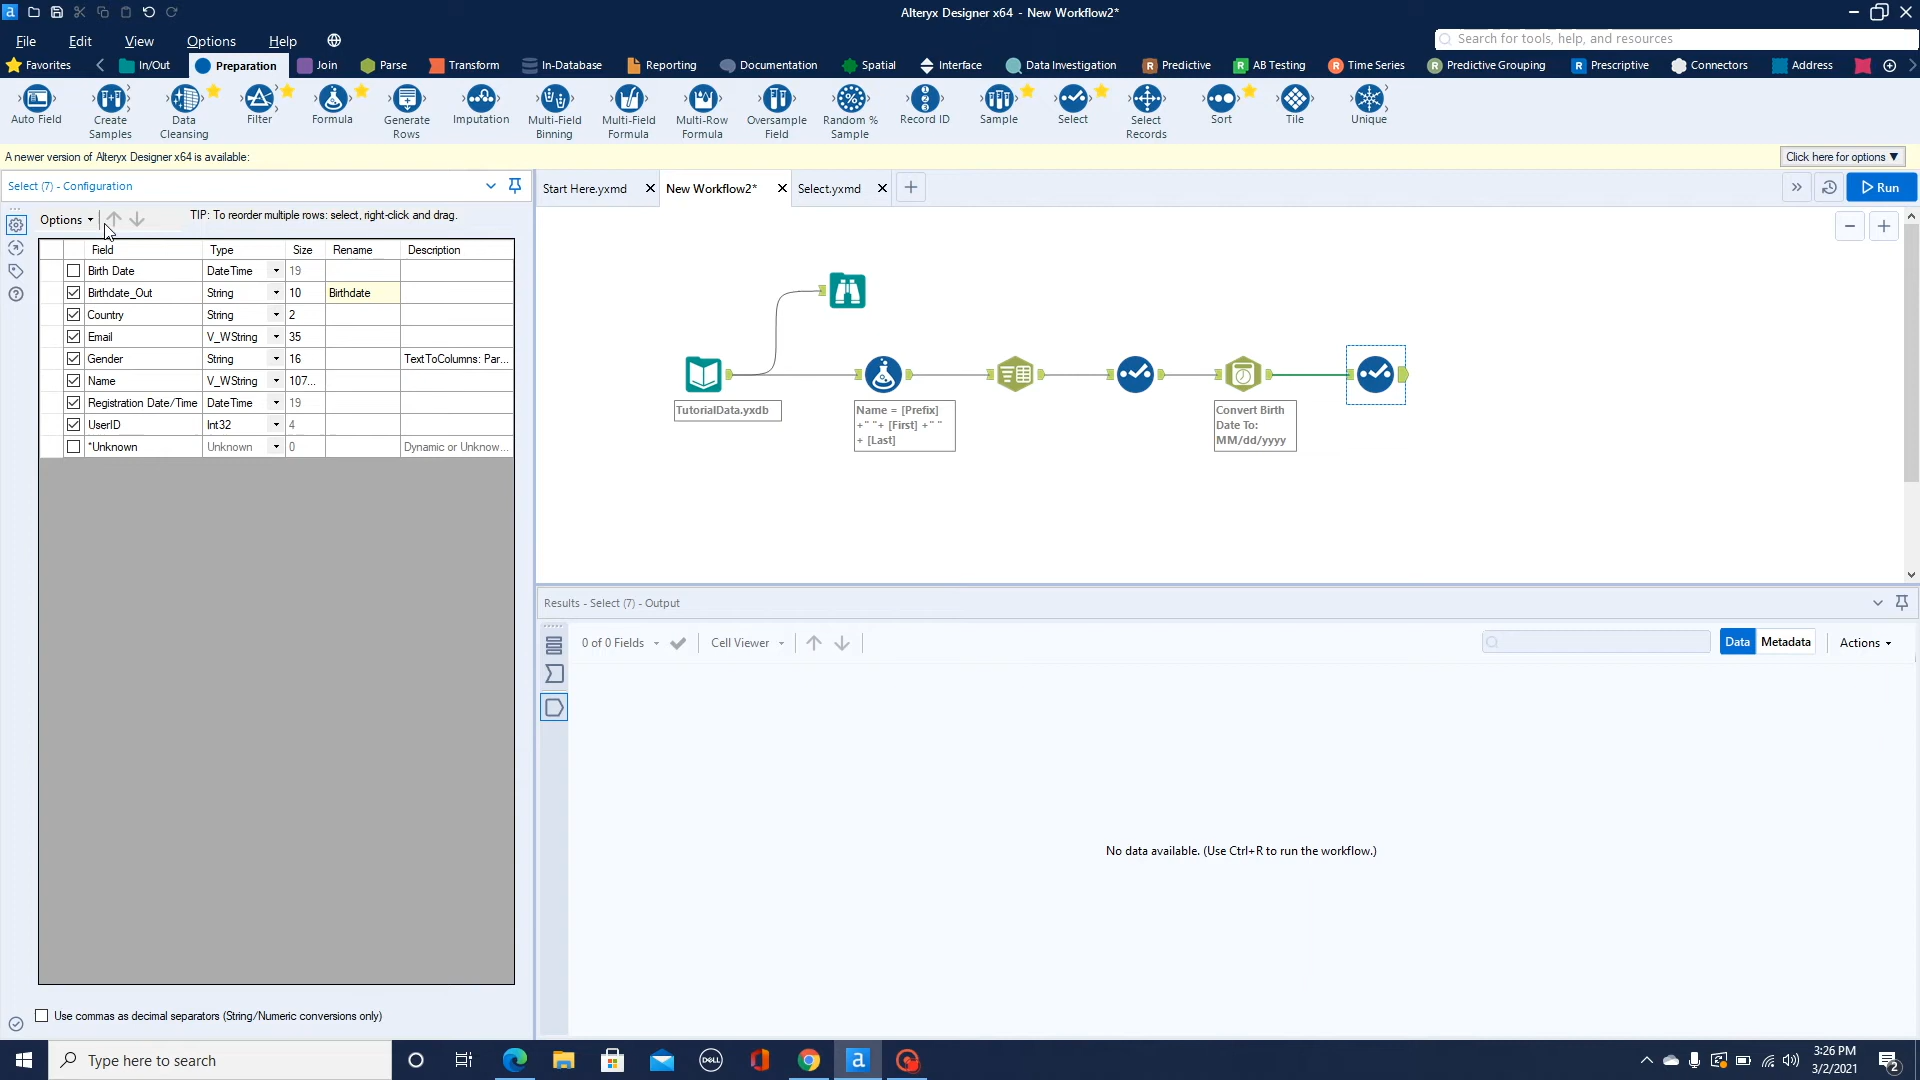 Alteryx Designer x64 - New Workflow2*
File Edit View Options Help
Search for tools, help, and resources
Favorites In/Out Preparation Join Parse Transform In-Database Reporting Documentation Spatial Interface Data Investigation Predictive AB Testing Time Series Predictive Grouping Prescriptive Connectors Address
Auto Field
Create Samples
Data Cleansing
Filter
Formula
Generate Rows
Imputation
Multi-Field Binning
Multi-Field Formula
Multi-Row Formula
Oversample Field
Random % Sample
Record ID
Sample
Select
Select Records
Sort
Tile
Unique
A newer version of Alteryx Designer x64 is available:
Click here for options ▼
Select (7) - Configuration
Start Here.yxmd New Workflow2* Select.yxmd
Run
Options
TIP: To reorder multiple rows: select, right-click and drag.
Field Type Size Rename Description
Birth Date DateTime 19
Birthdate_Out String 10 Birthdate
Country String 2
Email V_WString 35
Gender String 16 TextToColumns: Par...
Name V_WString 107...
Registration Date/Time DateTime 19
UserID Int32 4
*Unknown Unknown 0 Dynamic or Unknow...
Use commas as decimal separators (String/Numeric conversions only)
TutorialData.yxdb
Name = [Prefix]
+" "+ [First] +" "
+ [Last]
Convert Birth
Date To:
MM/dd/yyyy
Results - Select (7) - Output
0 of 0 Fields Cell Viewer Data Metadata Actions
No data available. (Use Ctrl+R to run the workflow.)
Type here to search
DELL
3:26 PM
3/2/2021
2